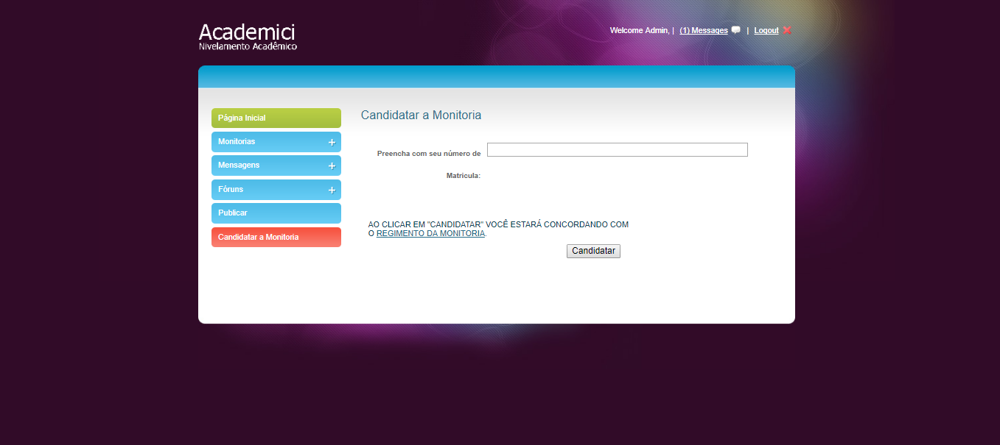 Academici
Nivelamento Acadêmico
Welcome Admin, | (1) Messages | Logout
Página Inicial
Monitorias
Mensagens
Fóruns
Publicar
Candidatar a Monitoria
Candidatar a Monitoria
Preencha com seu número de
Matricula:
AO CLICAR EM "CANDIDATAR" VOCÊ ESTARÁ CONCORDANDO COM
O REGIMENTO DA MONITORIA.
Candidatar